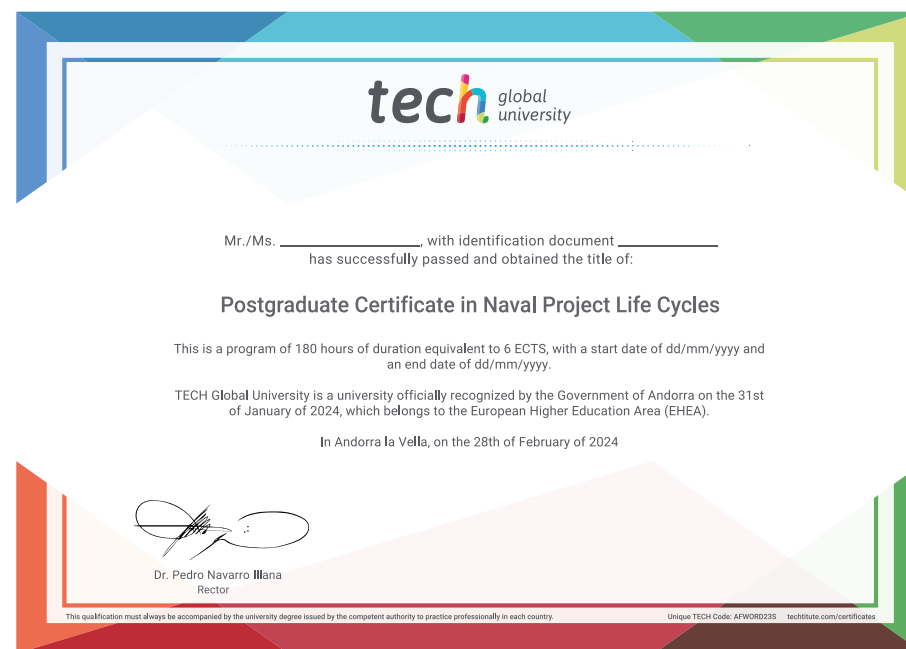 tech global university
Mr./Ms. ____________, with identification document ____________
has successfully passed and obtained the title of:
Postgraduate Certificate in Naval Project Life Cycles
This is a program of 180 hours of duration equivalent to 6 ECTS, with a start date of dd/mm/yyyy and
an end date of dd/mm/yyyy.
TECH Global University is a university officially recognized by the Government of Andorra on the 31st
of January of 2024, which belongs to the European Higher Education Area (EHEA).
In Andorra la Vella, on the 28th of February of 2024
Dr. Pedro Navarro Illana
Rector
This qualification must always be accompanied by the university degree issued by the competent authority to practice professionally in each country.
Unique TECH Code: AFWORD23S techtitute.com/certificates